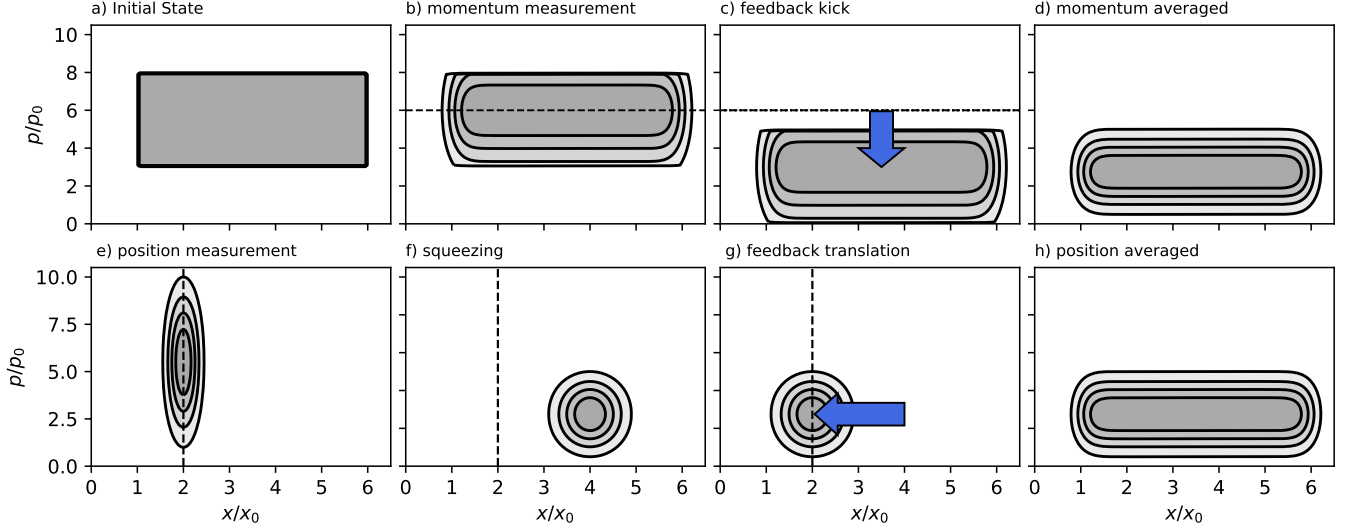 a) Initial State
b) momentum measurement
c) feedback kick
d) momentum averaged
10
8
6
4
2
0
p/p₀
e) position measurement
f) squeezing
g) feedback translation
h) position averaged
10.0
7.5
5.0
2.5
0.0
p/p₀
0 1 2 3 4 5 6
0 1 2 3 4 5 6
0 1 2 3 4 5 6
0 1 2 3 4 5 6
x/x₀
x/x₀
x/x₀
x/x₀